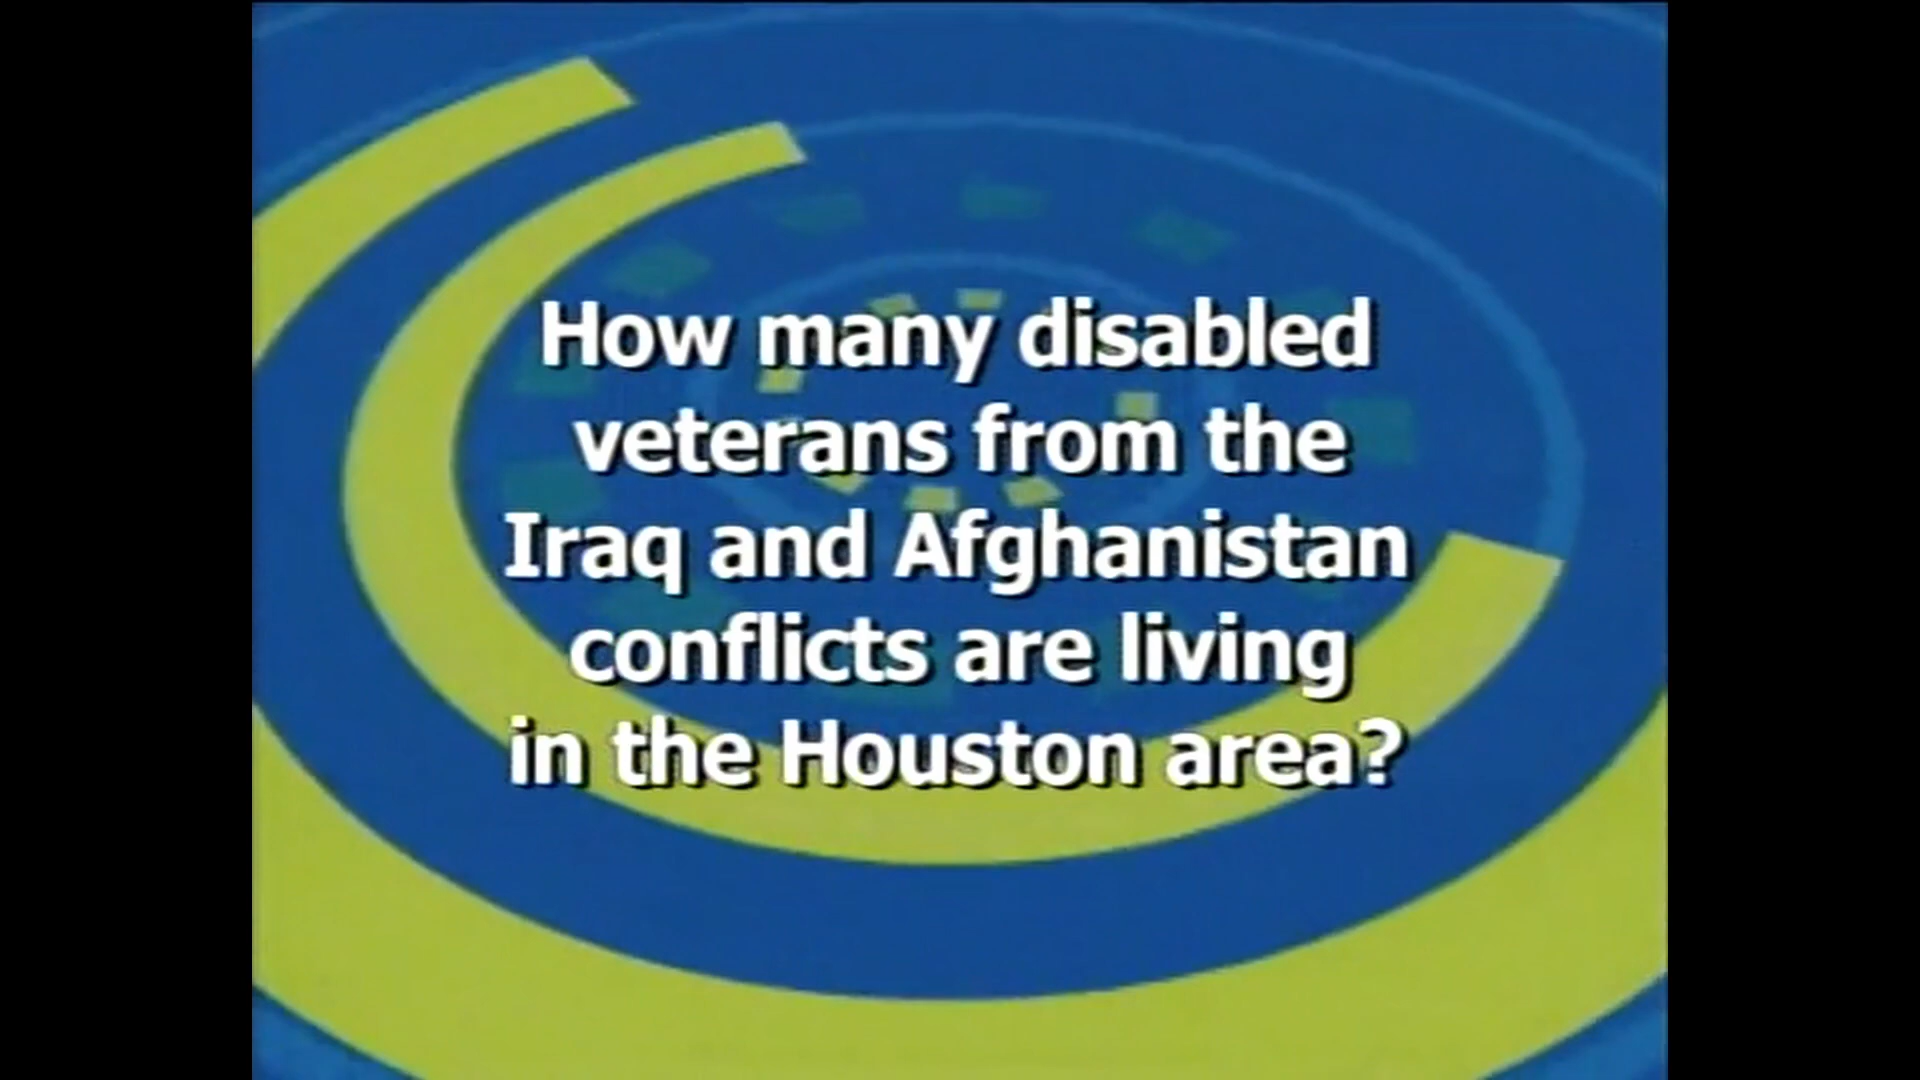 How many disabled
veterans from the
Iraq and Afghanistan
conflicts are living
in the Houston area?